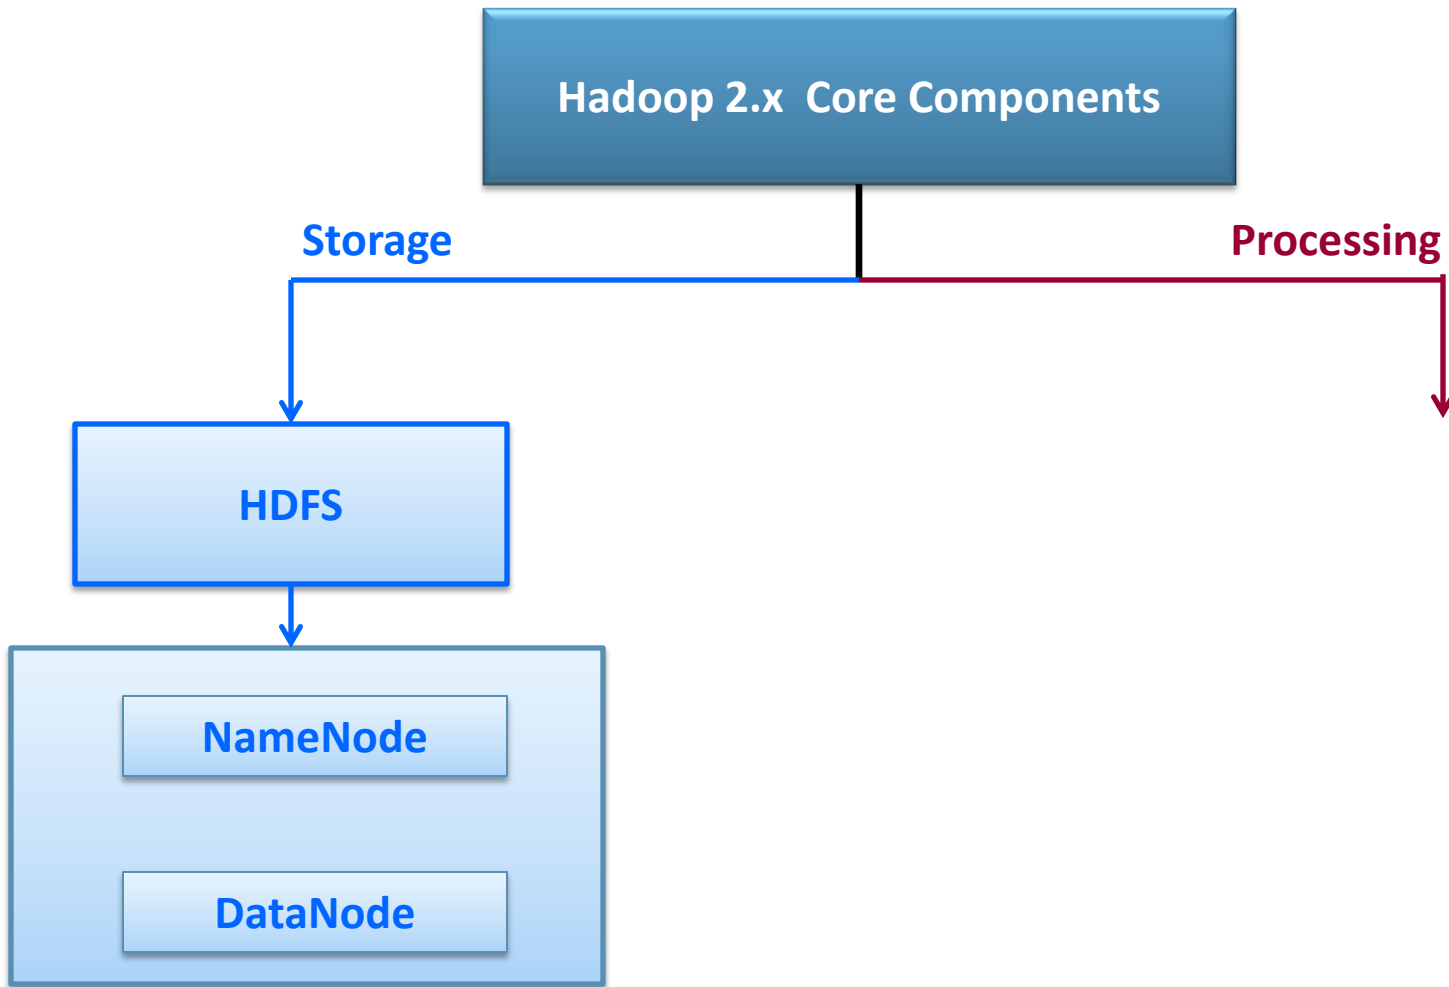 Hadoop 2.x  Core Components
Storage
Processing
HDFS
NameNode
DataNode